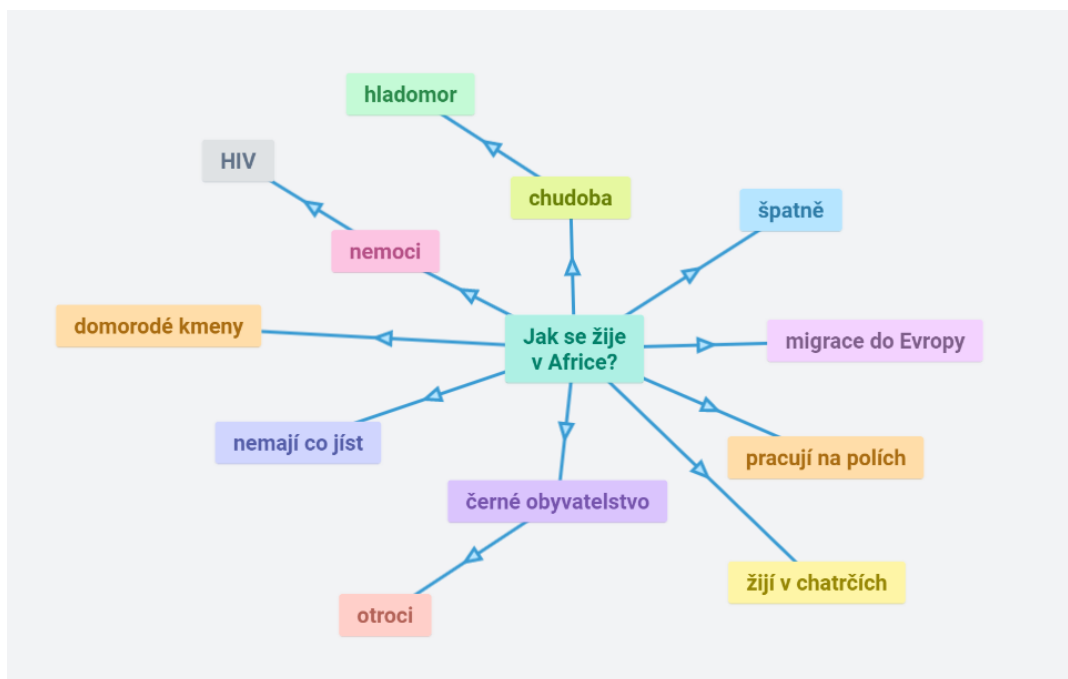 hladomor
HIV
chudoba
špatně
nemoci
domorodé kmeny
Jak se žije
v Africe?
migrace do Evropy
nemají co jíst
pracují na polích
černé obyvatelstvo
žijí v chatrčích
otroci